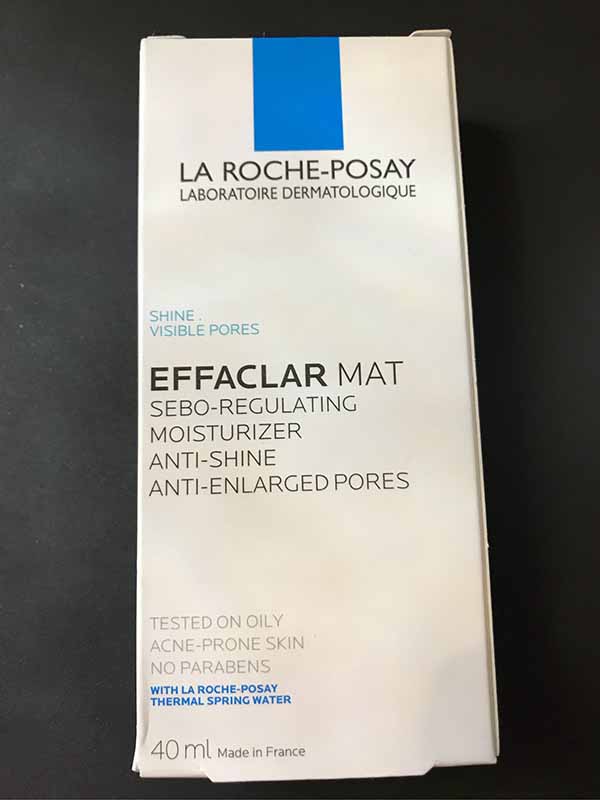 LA ROCHE-POSAY
LABORATOIRE DERMATOLOGIQUE
SHINE .
VISIBLE PORES
EFFACLAR MAT
SEBO-REGULATING
MOISTURIZER
ANTI-SHINE
ANTI-ENLARGED PORES
TESTED ON OILY
ACNE-PRONE SKIN
NO PARABENS
WITH LA ROCHE-POSAY
THERMAL SPRING WATER
40 ml Made in France